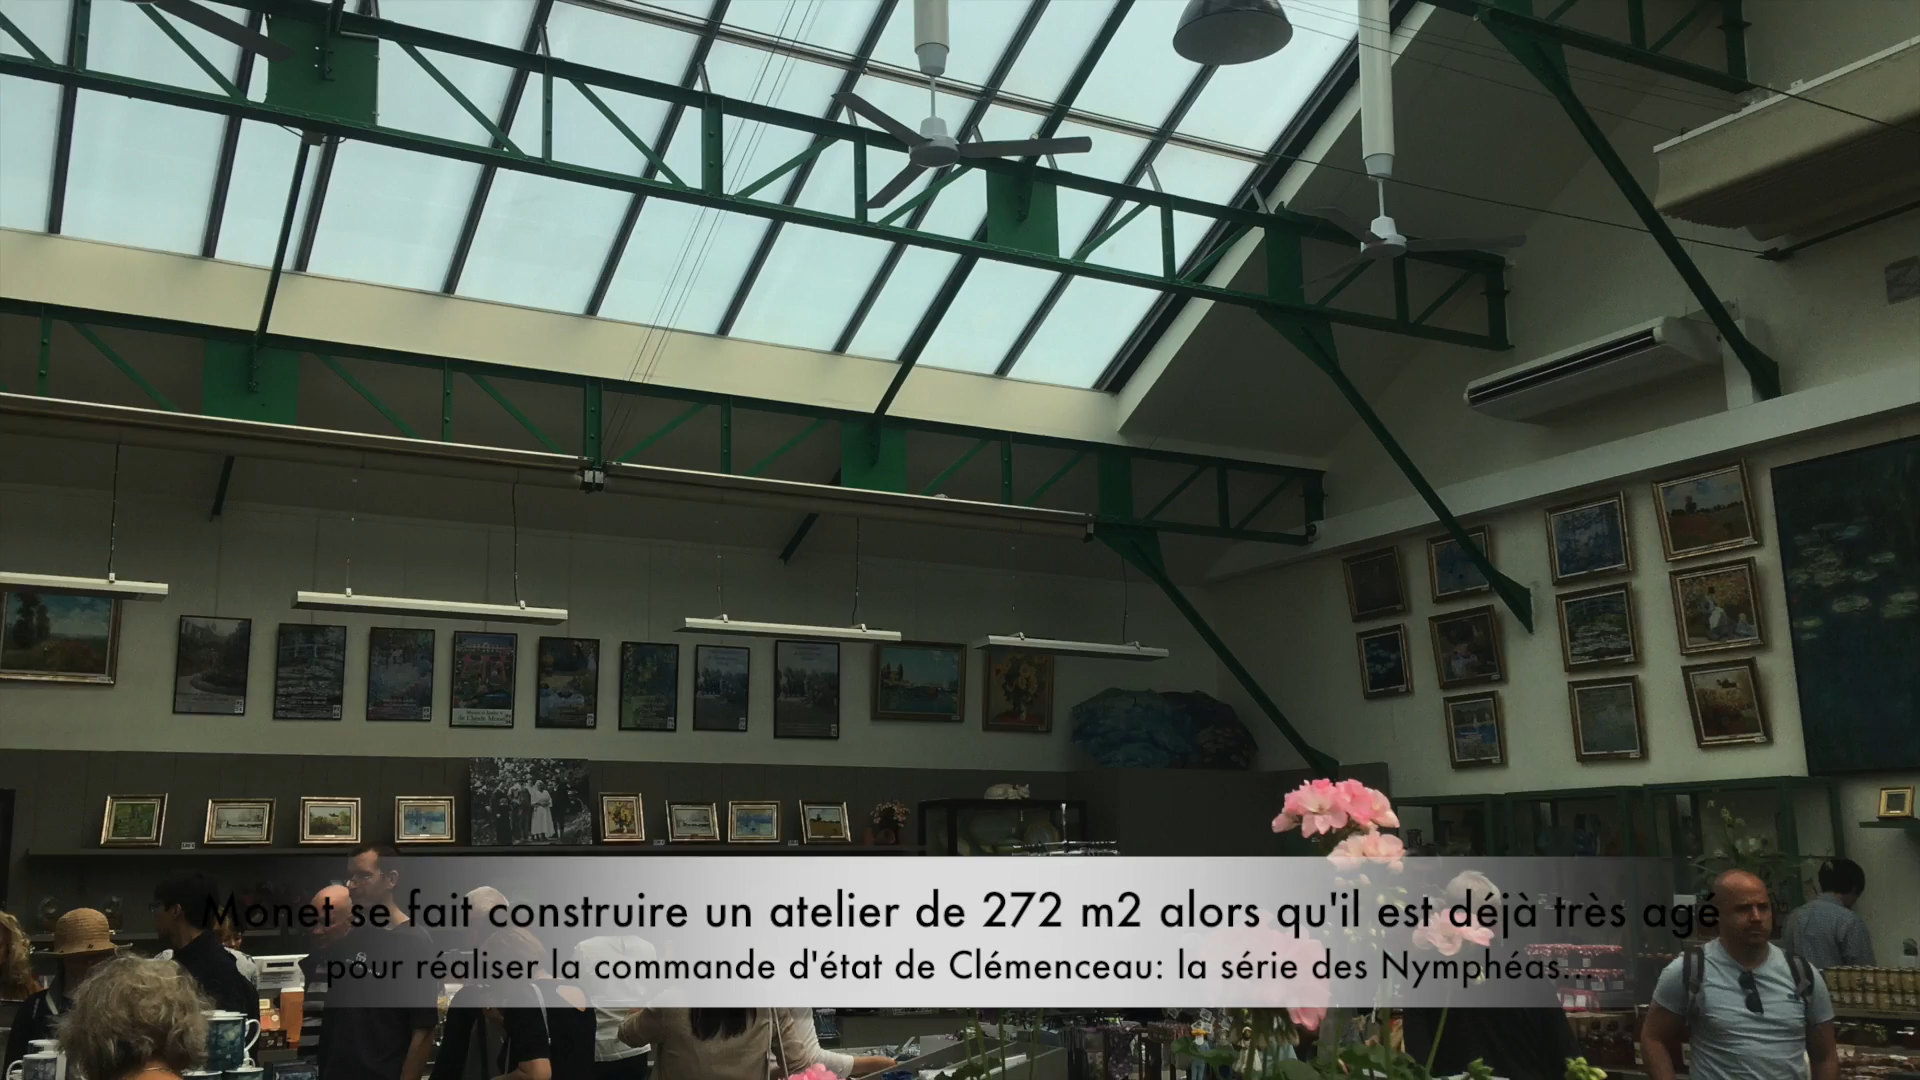 Monet se fait construire un atelier de 272 m2 alors qu'il est déjà très agé
pour réaliser la commande d'état de Clémenceau: la série des Nymphéas...